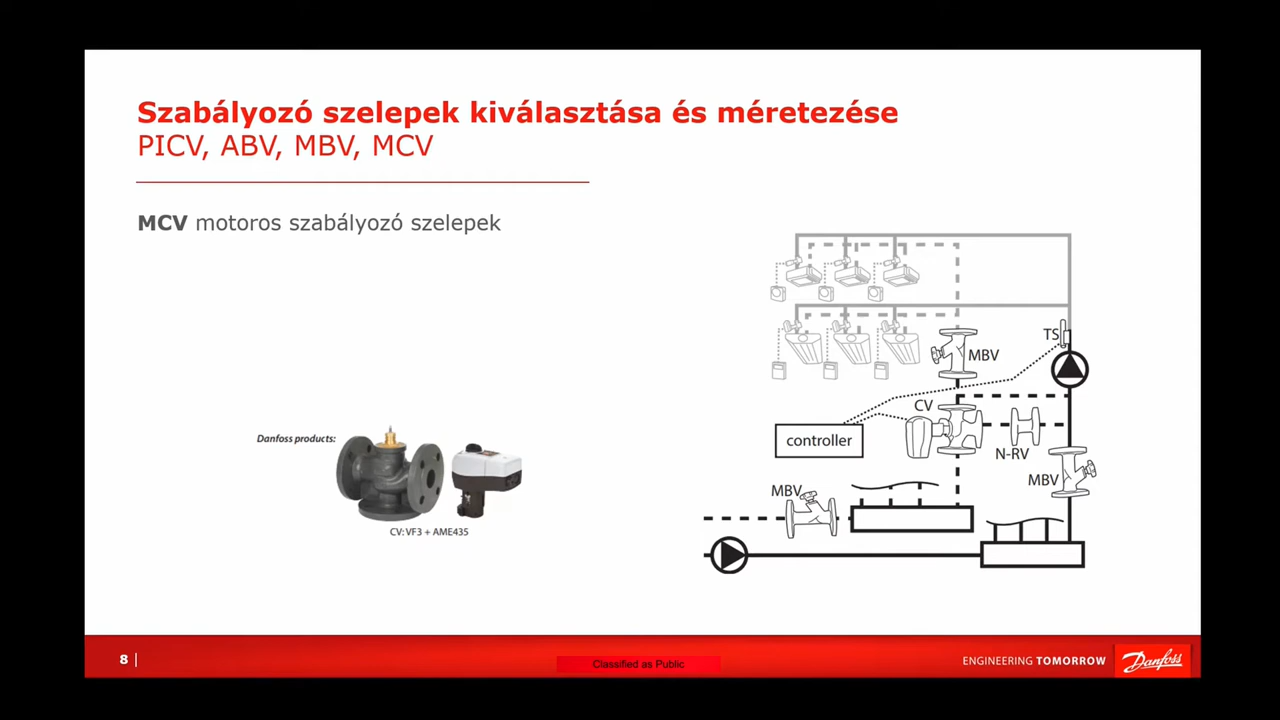 Szabályozó szelepek kiválasztása és méretezése
PICV, ABV, MBV, MCV
MCV motoros szabályozó szelepek
TS
MBV
CV
controller
N-RV
MBV
MBV
Danfoss products:
CV: VF3 + AME435
8
Classified as Public
ENGINEERING TOMORROW
Danfoss